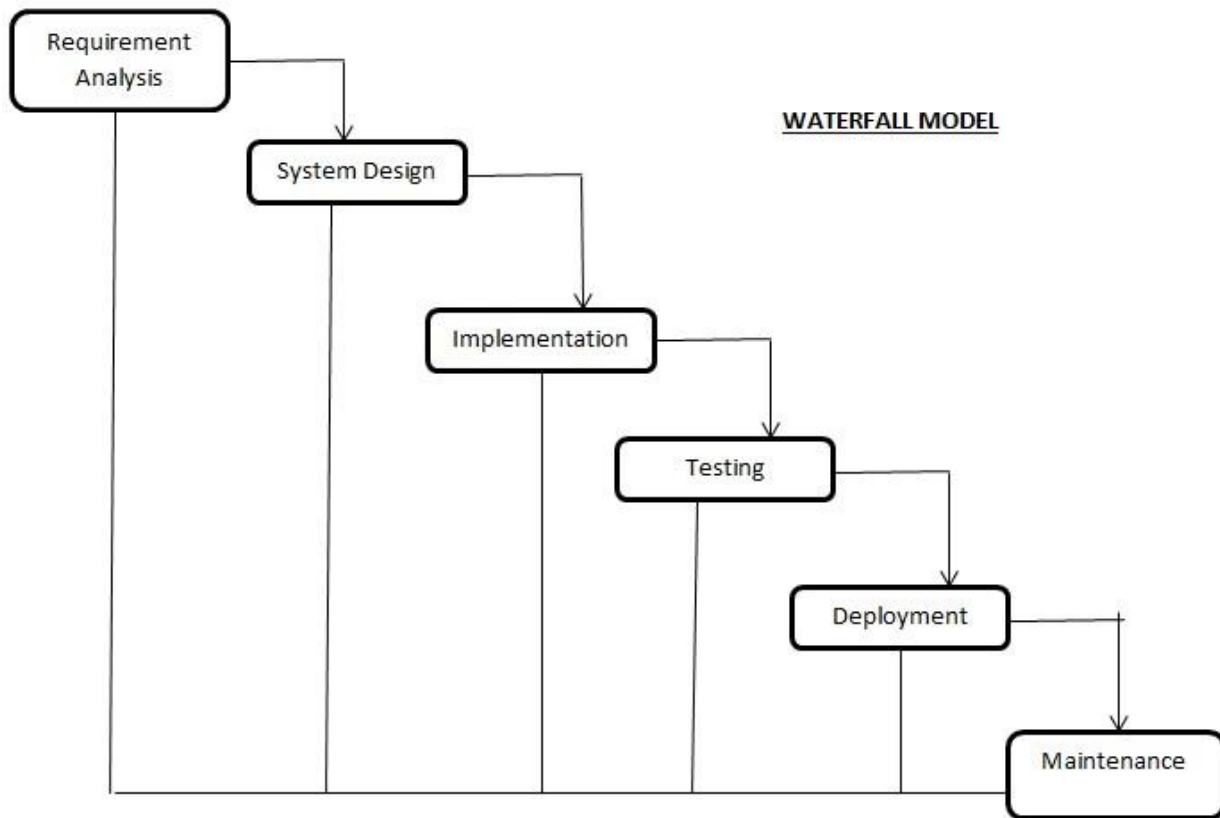 Requirement
Analysis
WATERFALL MODEL
System Design
Implementation
Testing
Deployment
Maintenance